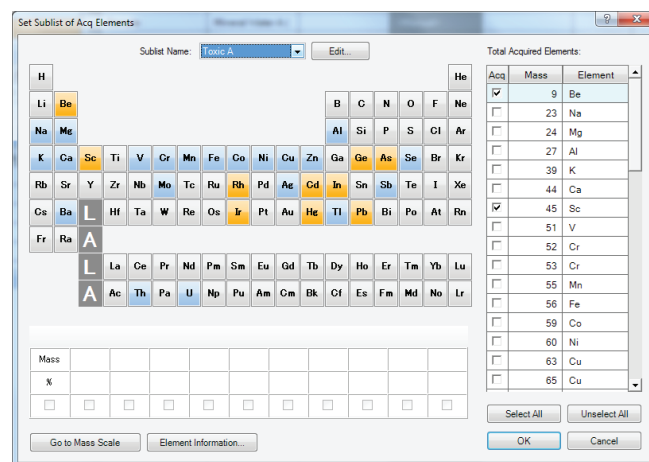 Set Sublist of Acq Elements
Sublist Name: Toxic A Edit...
Total Acquired Elements:
H He
Li Be B C N O F Ne
Na Mg Al Si P S Cl Ar
K Ca Sc Ti V Cr Mn Fe Co Ni Cu Zn Ga Ge As Se Br Kr
Rb Sr Y Zr Nb Mo Tc Ru Rh Pd Ag Cd In Sn Sb Te I Xe
Cs Ba L Hf Ta W Re Os Ir Pt Au Hg Tl Pb Bi Po At Rn
Fr Ra A
L La Ce Pr Nd Pm Sm Eu Gd Tb Dy Ho Er Tm Yb Lu
A Ac Th Pa U Np Pu Am Cm Bk Cf Es Fm Md No Lr
Mass
%
Go to Mass Scale Element Information...
Acq Mass Element
9 Be
23 Na
24 Mg
27 Al
39 K
44 Ca
45 Sc
51 V
52 Cr
53 Cr
55 Mn
56 Fe
59 Co
60 Ni
63 Cu
65 Cu
Select All Unselect All
OK Cancel